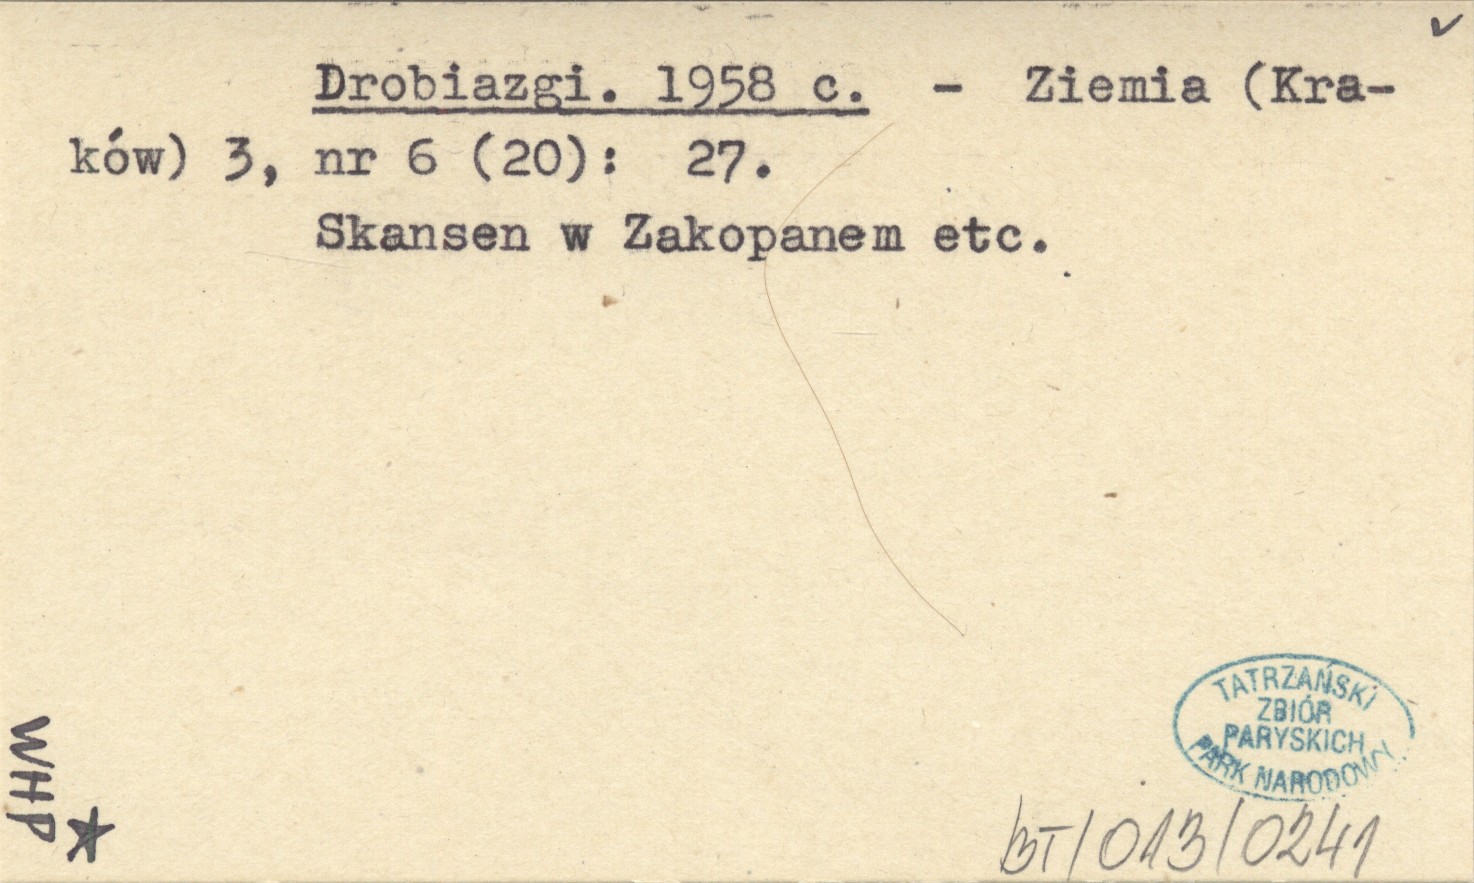 ✓
Drobiazgi. 1958 c. - Ziemia (Kra-
ków) 3, nr 6 (20): 27.
Skansen w Zakopanem etc.
TATRZAŃSKI
ZBIÓR
PARYSKICH
PARK NARODOWY
WHP
*
BT/013/0241